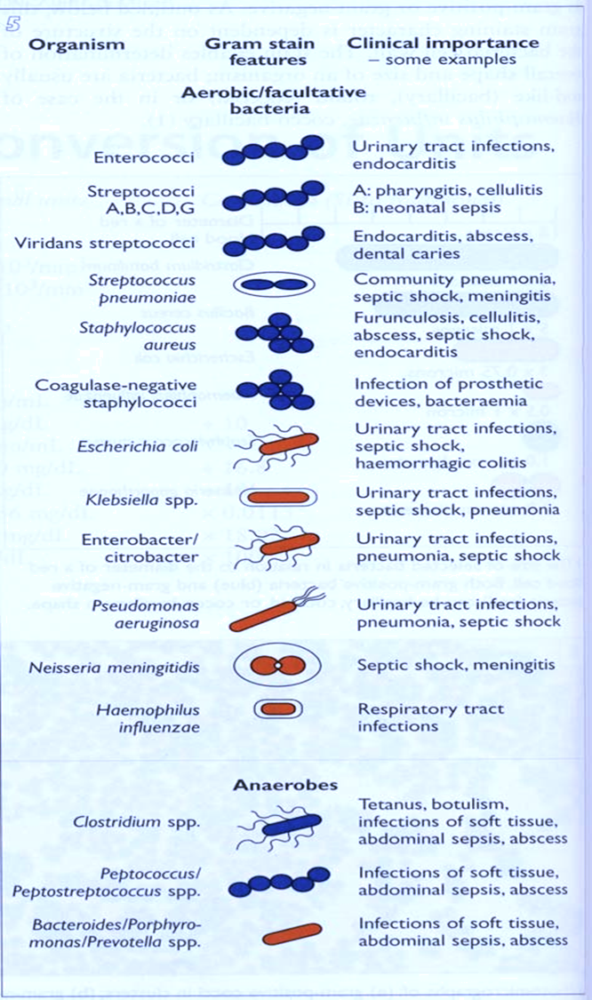 5
Organism Gram stain Clinical importance
features – some examples
Aerobic/facultative
bacteria
Enterococci Urinary tract infections,
endocarditis
Streptococci A: pharyngitis, cellulitis
A,B,C,D,G B: neonatal sepsis
Viridans streptococci Endocarditis, abscess,
dental caries
Streptococcus Community pneumonia,
pneumoniae septic shock, meningitis
Staphylococcus Furunculosis, cellulitis,
aureus abscess, septic shock,
endocarditis
Coagulase-negative Infection of prosthetic
staphylococci devices, bacteraemia
Urinary tract infections,
Escherichia coli septic shock,
haemorrhagic colitis
Klebsiella spp. Urinary tract infections,
septic shock, pneumonia
Enterobacter/ Urinary tract infections,
citrobacter pneumonia, septic shock
Pseudomonas Urinary tract infections,
aeruginosa pneumonia, septic shock
Neisseria meningitidis Septic shock, meningitis
Haemophilus Respiratory tract
influenzae infections
Anaerobes
Tetanus, botulism,
Clostridium spp. infections of soft tissue,
abdominal sepsis, abscess
Peptococcus/ Infections of soft tissue,
Peptostreptococcus spp. abdominal sepsis, abscess
Bacteroides/Porphyro- Infections of soft tissue,
monas/Prevotella spp. abdominal sepsis, abscess